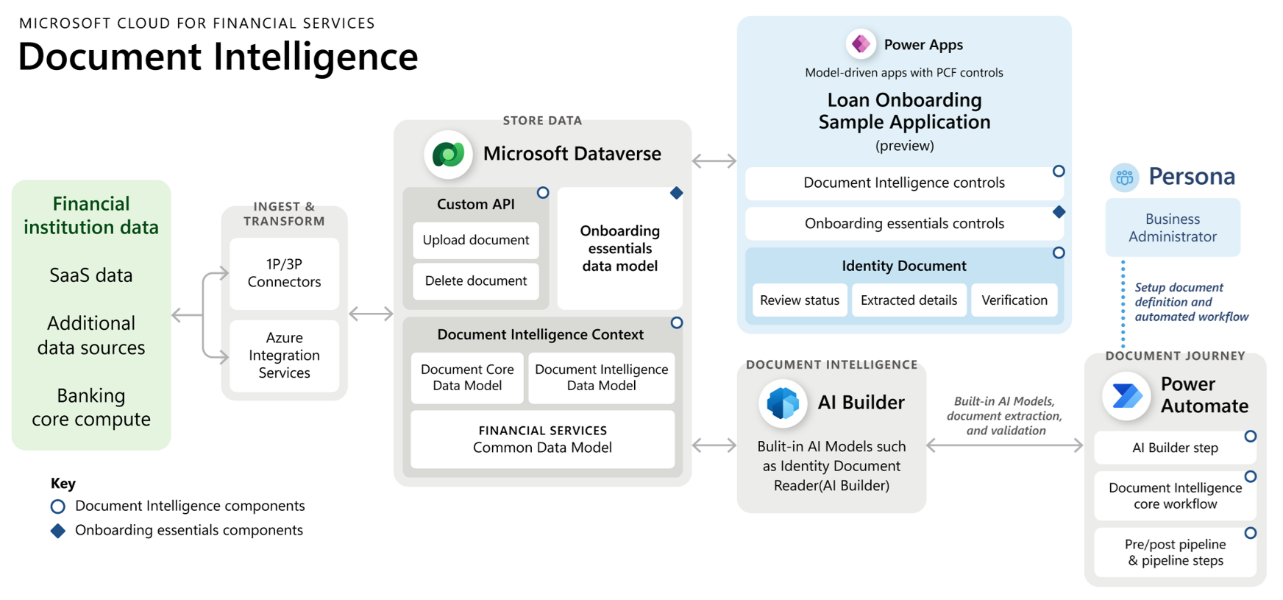 MICROSOFT CLOUD FOR FINANCIAL SERVICES
Document Intelligence
Financial
institution data
SaaS data
Additional
data sources
Banking
core compute
INGEST &
TRANSFORM
1P/3P
Connectors
Azure
Integration
Services
STORE DATA
Microsoft Dataverse
Custom API
Upload document
Delete document
Onboarding
essentials
data model
Document Intelligence Context
Document Core
Data Model
Document Intelligence
Data Model
FINANCIAL SERVICES
Common Data Model
Power Apps
Model-driven apps with PCF controls
Loan Onboarding
Sample Application
(preview)
Document Intelligence controls
Onboarding essentials controls
Identity Document
Review status
Extracted details
Verification
DOCUMENT INTELLIGENCE
AI Builder
Bulit-in AI Models such
as Identity Document
Reader(AI Builder)
Built-in AI Models,
document extraction,
and validation
Persona
Business
Administrator
Setup document
definition and
automated workflow
DOCUMENT JOURNEY
Power
Automate
AI Builder step
Document Intelligence
core workflow
Pre/post pipeline
& pipeline steps
Key
Document Intelligence components
Onboarding essentials components